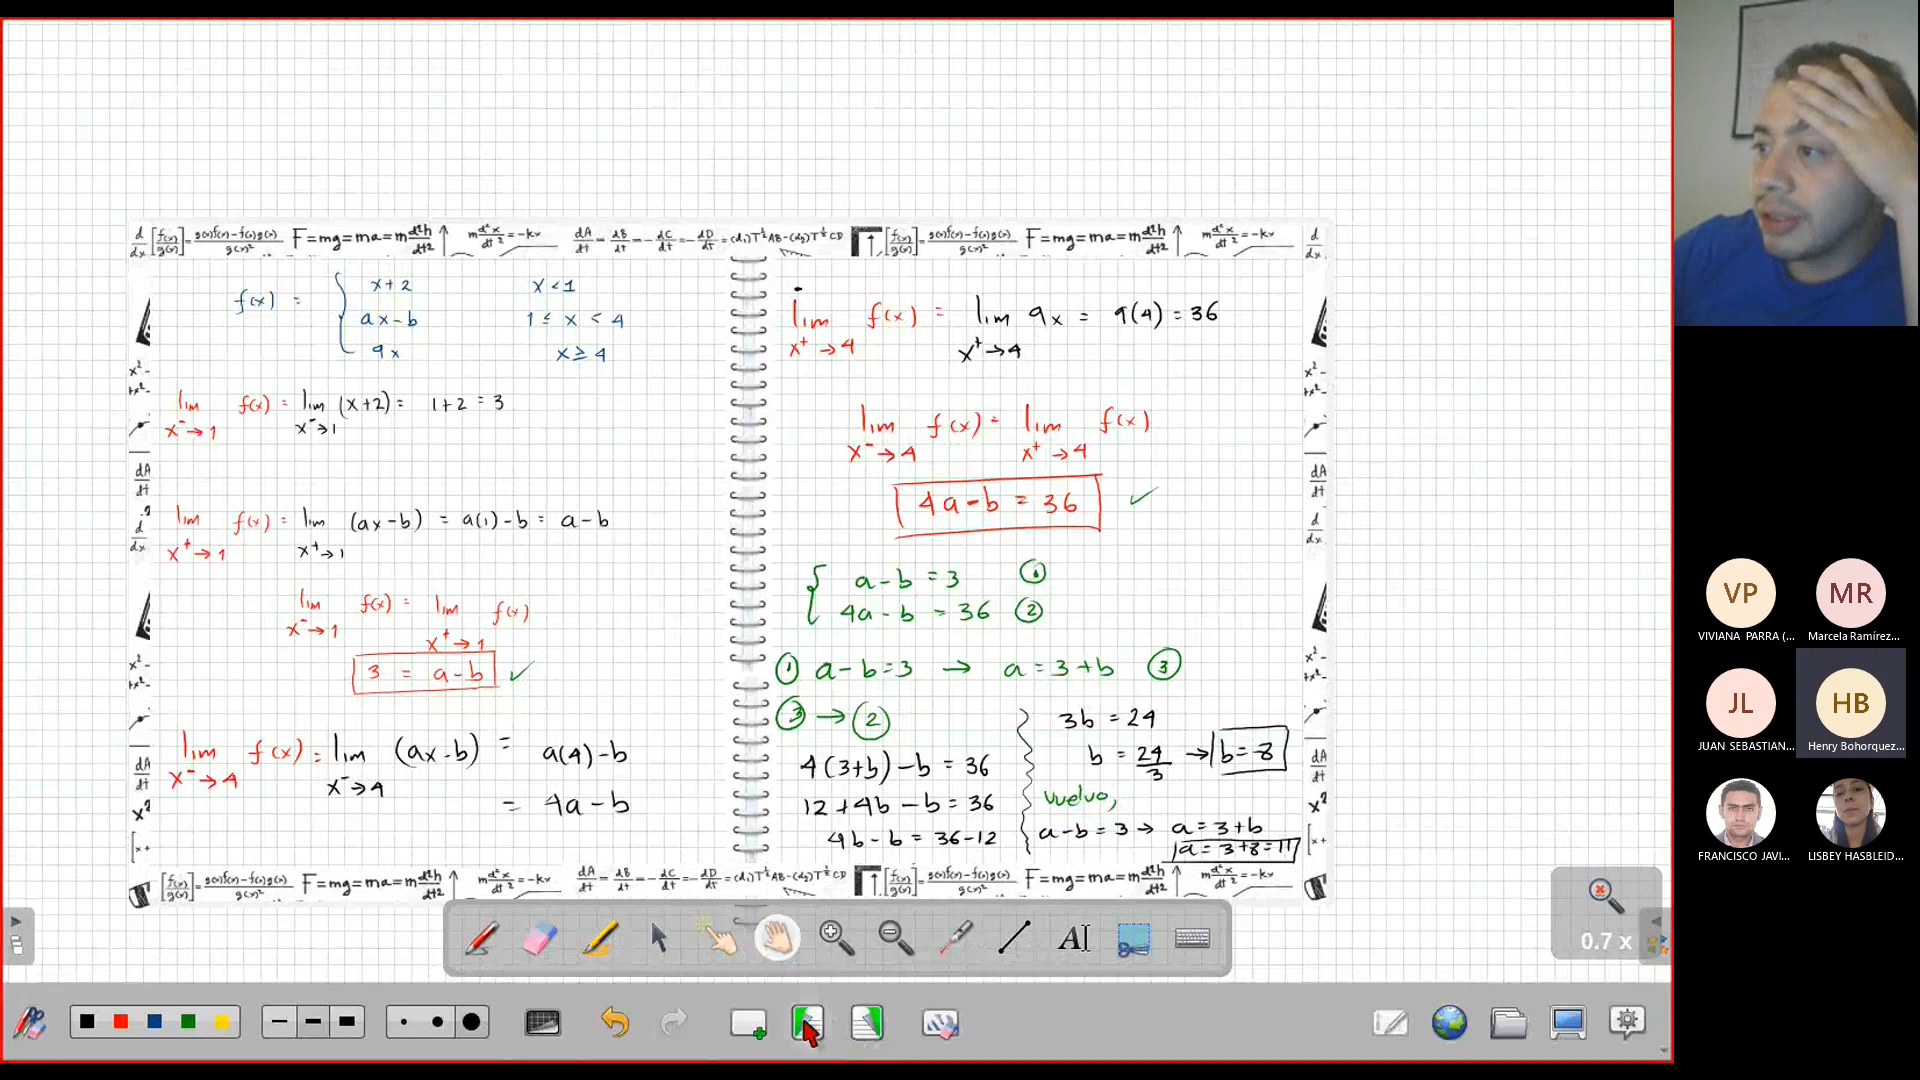 f(x) = { x+2 x<1
ax-b 1 ≤ x < 4
9x x ≥ 4
lim f(x) = lim (x+2) = 1+2 = 3
x⁻→1 x⁻→1
lim f(x) = lim (ax-b) = a(1)-b = a-b
x⁺→1 x⁺→1
lim f(x) = lim f(x)
x⁻→1 x⁺→1
3 = a-b ✓
lim f(x) = lim (ax-b) = a(4)-b
x⁻→4 x⁻→4
= 4a-b
lim f(x) = lim 9x = 9(4) = 36
x⁺→4 x⁺→4
lim f(x) = lim f(x)
x⁻→4 x⁺→4
4a-b = 36 ✓
{ a-b = 3 ①
4a-b = 36 ②
① a-b=3 → a=3+b ③
③ → ②
4(3+b)-b = 36
12+4b-b = 36
4b-b = 36-12
3b = 24
b = 24/3 → b=8
Vuelvo,
a-b = 3 → a=3+b
a=3+8=11
VP
VIVIANA PARRA (...
MR
Marcela Ramírez...
JL
JUAN SEBASTIAN...
HB
Henry Bohorquez...
FRANCISCO JAVI...
LISBEY HASBLEID...
0.7 x